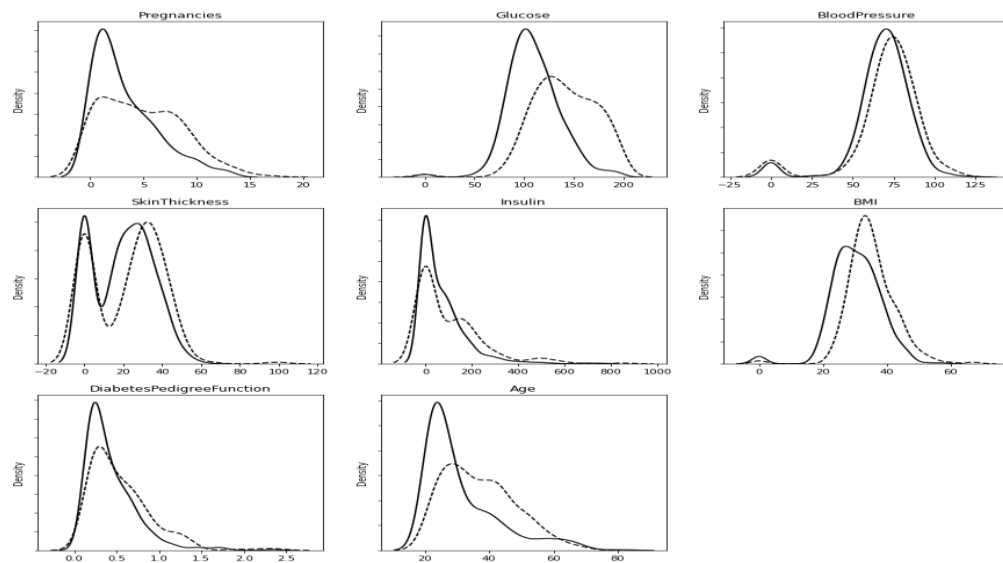 Pregnancies
Density
0 5 10 15 20
Glucose
Density
0 50 100 150 200
BloodPressure
Density
−25 0 25 50 75 100 125
SkinThickness
Density
−20 0 20 40 60 80 100 120
Insulin
Density
0 200 400 600 800 1000
BMI
Density
0 20 40 60
DiabetesPedigreeFunction
Density
0.0 0.5 1.0 1.5 2.0 2.5
Age
Density
20 40 60 80